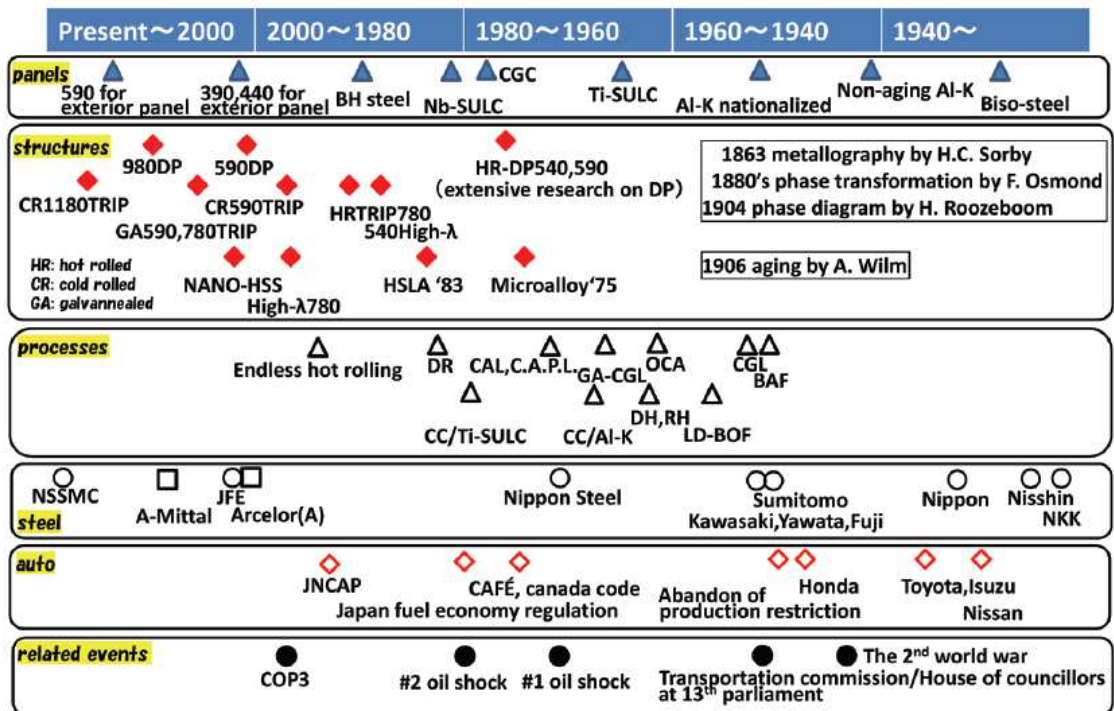 Present～2000 2000～1980 1980～1960 1960～1940 1940～
panels
590 for
exterior panel
390,440 for
exterior panel
BH steel
Nb-SULC
CGC
Ti-SULC
Al-K nationalized
Non-aging Al-K
Biso-steel
structures
980DP
590DP
HR-DP540,590
(extensive research on DP)
CR1180TRIP
GA590,780TRIP
CR590TRIP
HRTRIP780
540High-λ
1863 metallography by H.C. Sorby
1880's phase transformation by F. Osmond
1904 phase diagram by H. Roozeboom
1906 aging by A. Wilm
HR: hot rolled
CR: cold rolled
GA: galvannealed
NANO-HSS
High-λ780
HSLA ‘83
Microalloy‘75
processes
Endless hot rolling
DR
CAL,C.A.P.L.
GA-CGL
OCA
CGL
BAF
CC/Ti-SULC
CC/Al-K
DH,RH
LD-BOF
steel
NSSMC
A-Mittal
JFE
Arcelor(A)
Nippon Steel
Sumitomo
Kawasaki,Yawata,Fuji
Nippon
Nisshin
NKK
auto
JNCAP
CAFÉ, canada code
Japan fuel economy regulation
Abandon of
production restriction
Honda
Toyota,Isuzu
Nissan
related events
COP3
#2 oil shock
#1 oil shock
The 2nd world war
Transportation commission/House of councillors
at 13th parliament